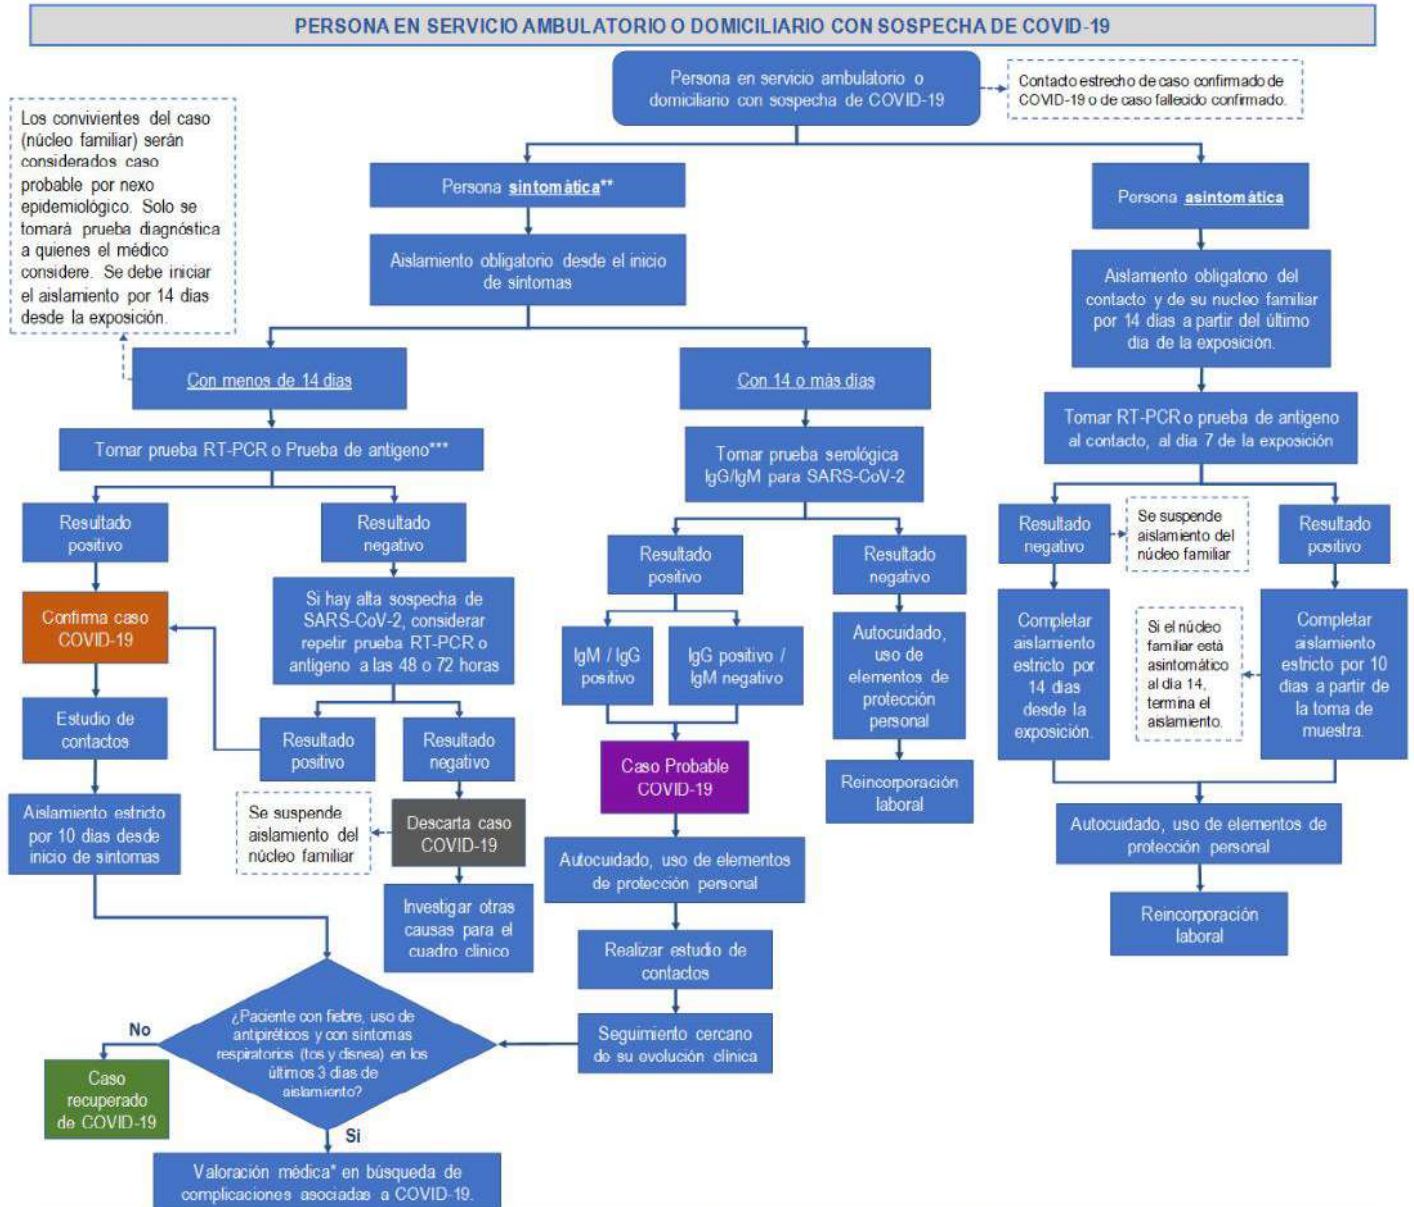 PERSONA EN SERVICIO AMBULATORIO O DOMICILIARIO CON SOSPECHA DE COVID-19
Persona en servicio ambulatorio o
domiciliario con sospecha de COVID-19
Contacto estrecho de caso confirmado de
COVID-19 o de caso fallecido confirmado.
Los convivientes del caso
(núcleo familiar) serán
considerados caso
probable por nexo
epidemiológico. Solo se
tomará prueba diagnóstica
a quienes el médico
considere. Se debe iniciar
el aislamiento por 14 días
desde la exposición.
Persona sintomática**
Aislamiento obligatorio desde el inicio
de síntomas
Con menos de 14 días
Tomar prueba RT-PCR o Prueba de antígeno***
Resultado
positivo
Resultado
negativo
Confirma caso
COVID-19
Si hay alta sospecha de
SARS-CoV-2, considerar
repetir prueba RT-PCR o
antígeno a las 48 o 72 horas
Estudio de
contactos
Resultado
positivo
Resultado
negativo
Aislamiento estricto
por 10 días desde
inicio de síntomas
Se suspende
aislamiento del
núcleo familiar
Descarta caso
COVID-19
Investigar otras
causas para el
cuadro clínico
Con 14 o más días
Tomar prueba serológica
IgG/IgM para SARS-CoV-2
Resultado
positivo
Resultado
negativo
IgM / IgG
positivo
IgG positivo /
IgM negativo
Autocuidado,
uso de
elementos de
protección
personal
Caso Probable
COVID-19
Reincorporación
laboral
Autocuidado, uso de elementos
de protección personal
Realizar estudio de
contactos
Seguimiento cercano
de su evolución clínica
¿Paciente con fiebre, uso de
antipiréticos y con síntomas
respiratorios (tos y disnea) en los
últimos 3 días de
aislamiento?
No
Caso
recuperado
de COVID-19
Si
Valoración médica* en búsqueda de
complicaciones asociadas a COVID-19.
Persona asintomática
Aislamiento obligatorio del
contacto y de su nucleo familiar
por 14 días a partir del último
día de la exposición.
Tomar RT-PCR o prueba de antígeno
al contacto, al día 7 de la exposición
Resultado
negativo
Se suspende
aislamiento del
núcleo familiar
Resultado
positivo
Completar
aislamiento
estricto por
14 días
desde la
exposición.
Si el núcleo
familiar está
asintomático
al día 14,
termina el
aislamiento.
Completar
aislamiento
estricto por 10
días a partir de
la toma de
muestra.
Autocuidado, uso de elementos de
protección personal
Reincorporación
laboral